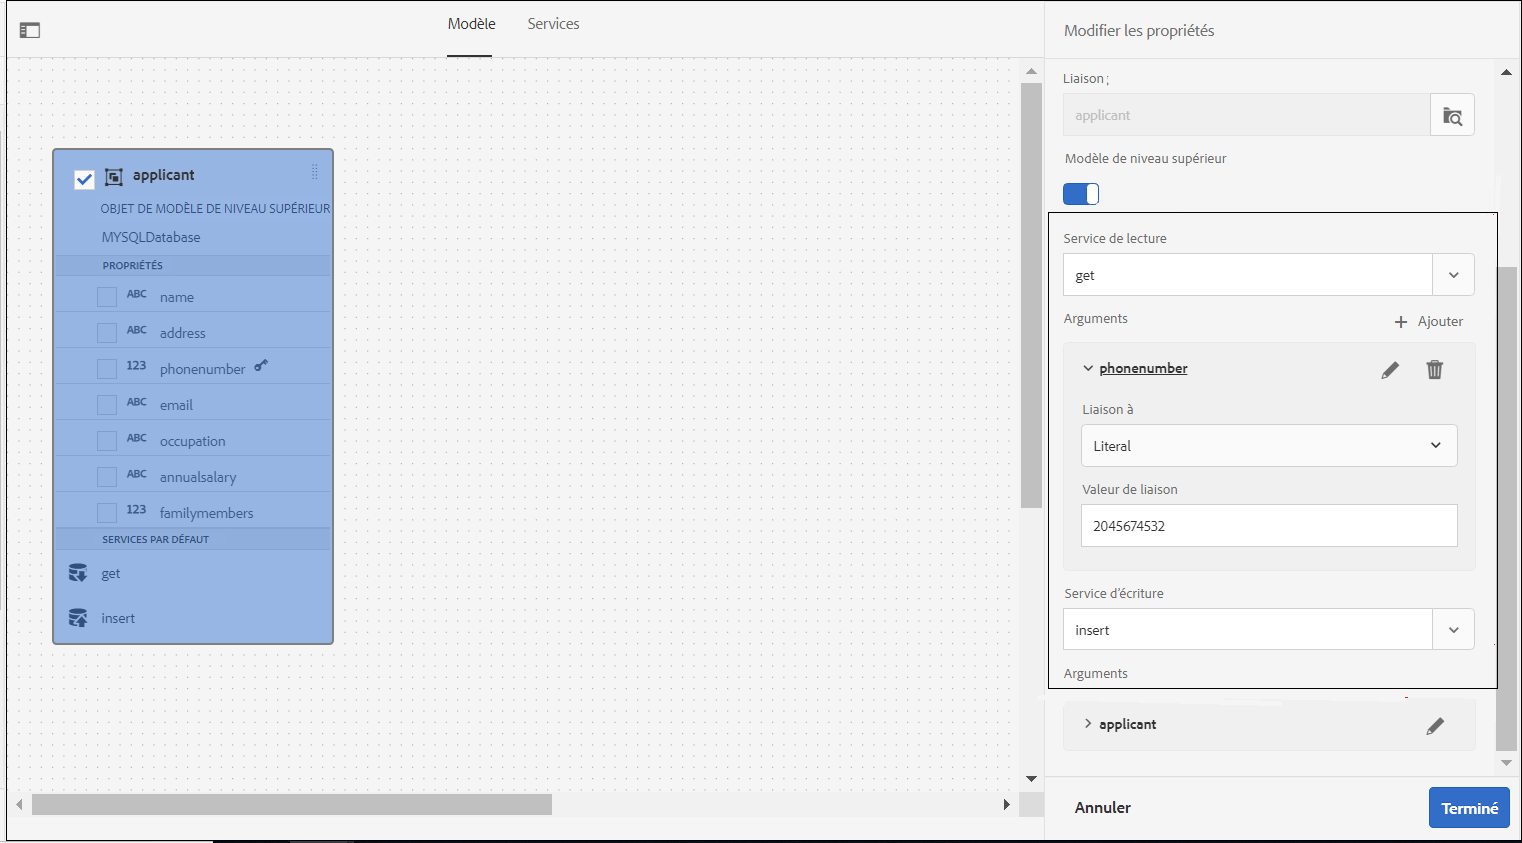 Modèle
Services
applicant
OBJET DE MODÈLE DE NIVEAU SUPÉRIEUR
MYSQLDatabase
PROPRIÉTÉS
ABC name
ABC address
123 phonenumber
ABC email
ABC occupation
ABC annualsalary
123 familymembers
SERVICES PAR DÉFAUT
get
insert
Modifier les propriétés
Liaison ;
applicant
Modèle de niveau supérieur
Service de lecture
get
Arguments
+ Ajouter
phonenumber
Liaison à
Literal
Valeur de liaison
2045674532
Service d'écriture
insert
Arguments
applicant
Annuler
Terminé